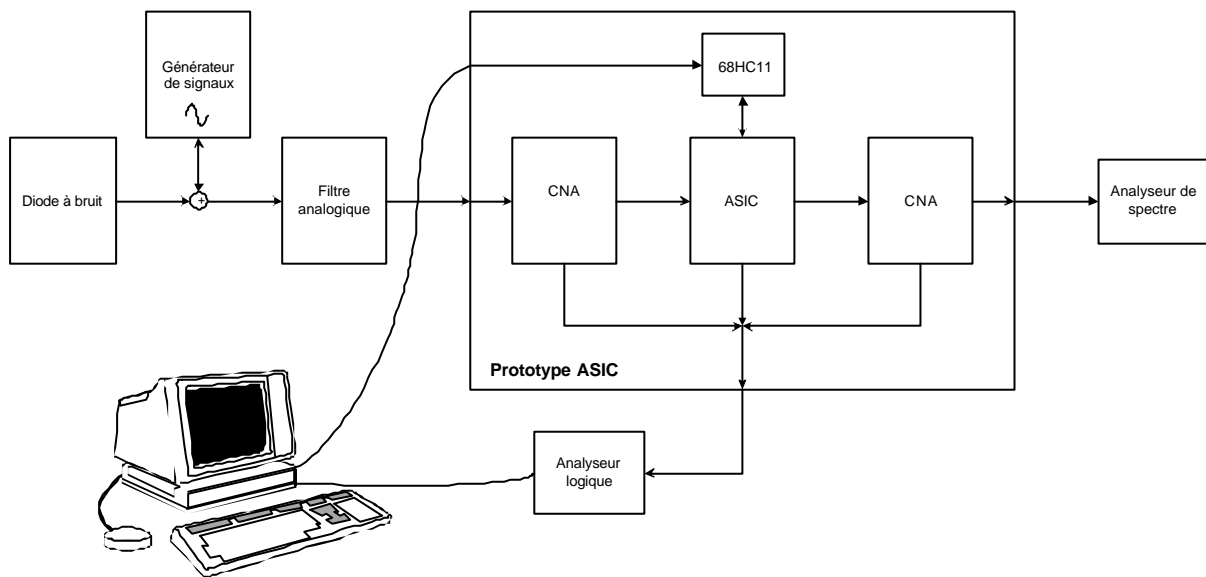 Générateur
de signaux
68HC11
Diode à bruit
+
Filtre
analogique
CNA
ASIC
CNA
Analyseur de
spectre
Prototype ASIC
Analyseur
logique